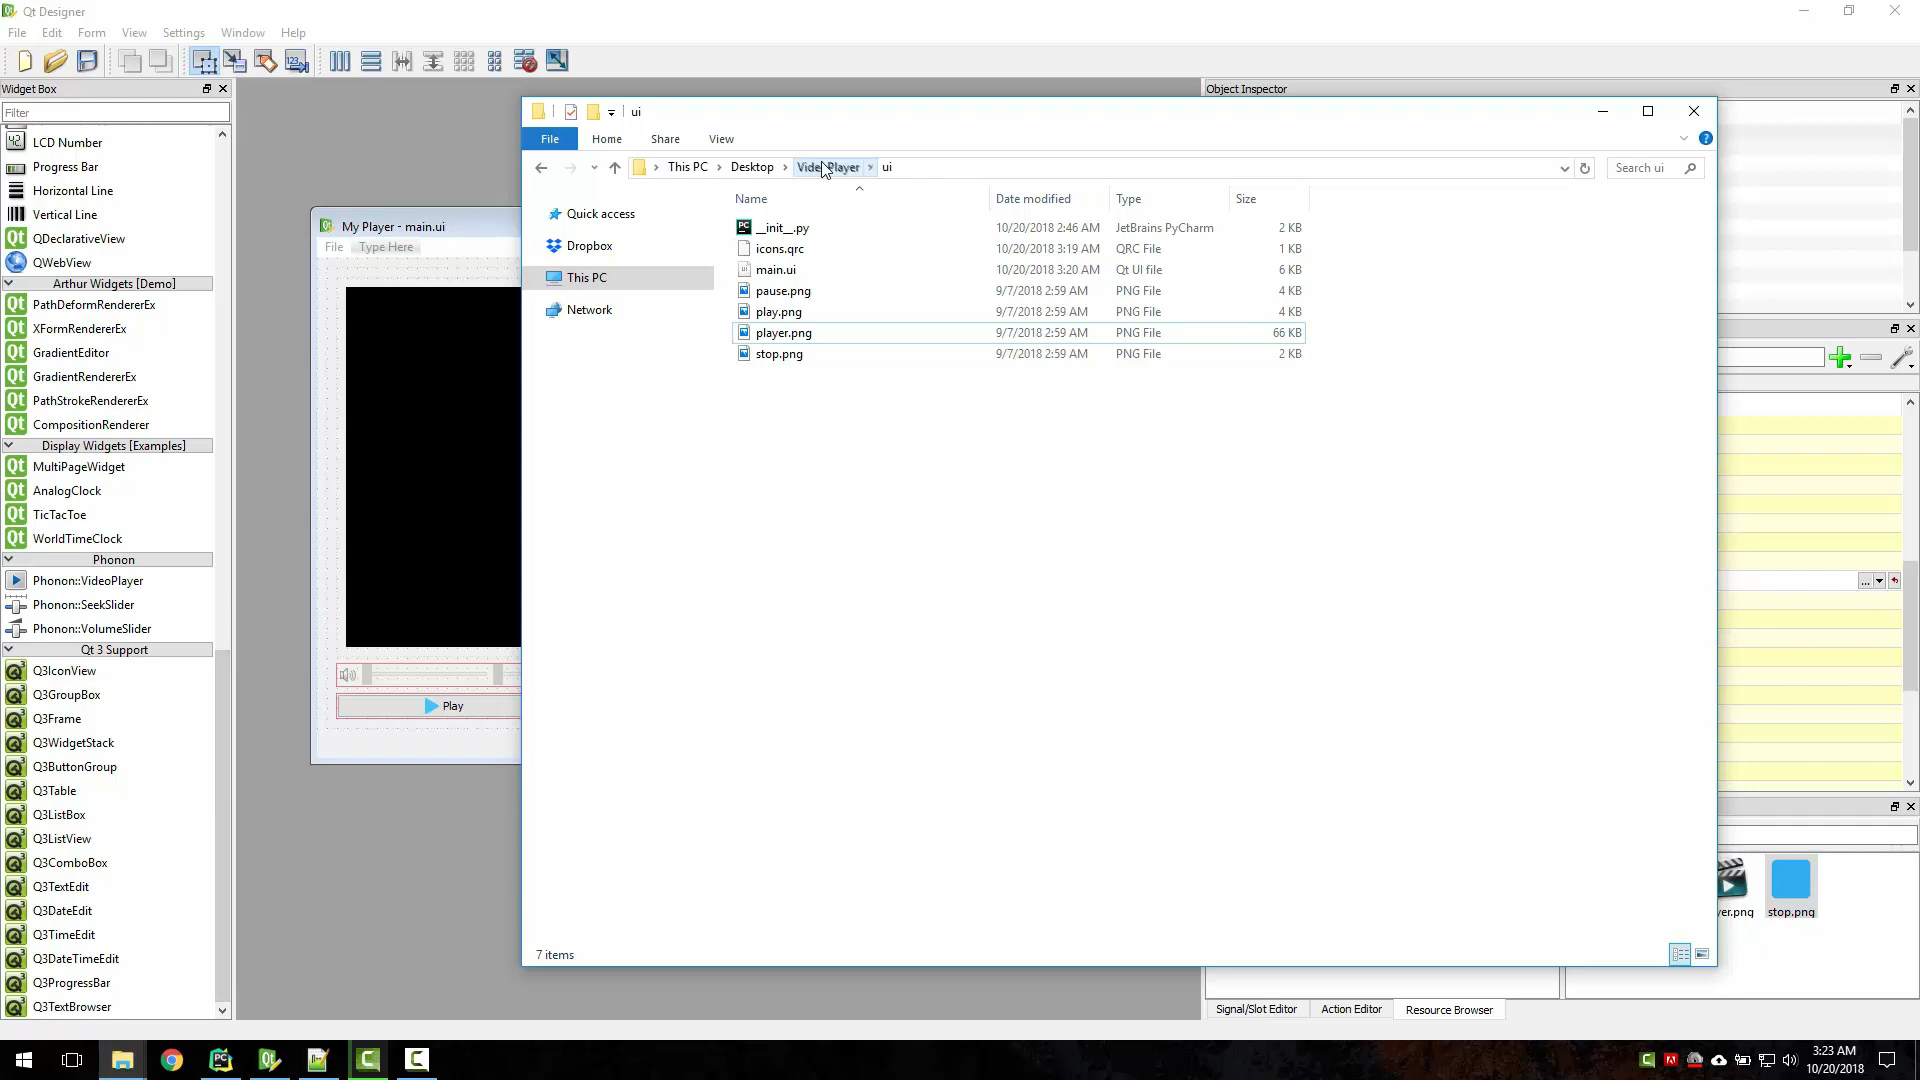 Qt Designer
File Edit Form View Settings Window Help
Widget Box
Filter
LCD Number
Progress Bar
Horizontal Line
Vertical Line
QDeclarativeView
QWebView
Arthur Widgets [Demo]
PathDeformRendererEx
XFormRendererEx
GradientEditor
GradientRendererEx
PathStrokeRendererEx
CompositionRenderer
Display Widgets [Examples]
MultiPageWidget
AnalogClock
TicTacToe
WorldTimeClock
Phonon
Phonon::VideoPlayer
Phonon::SeekSlider
Phonon::VolumeSlider
Qt 3 Support
Q3IconView
Q3GroupBox
Q3Frame
Q3WidgetStack
Q3ButtonGroup
Q3Table
Q3ListBox
Q3ListView
Q3ComboBox
Q3TextEdit
Q3DateEdit
Q3TimeEdit
Q3DateTimeEdit
Q3ProgressBar
Q3TextBrowser
My Player - main.ui
File Type Here
Play
ui
File Home Share View
This PC Desktop VideoPlayer ui
Search ui
Quick access
Dropbox
This PC
Network
Name Date modified Type Size
__init__.py 10/20/2018 2:46 AM JetBrains PyCharm 2 KB
icons.qrc 10/20/2018 3:19 AM QRC File 1 KB
main.ui 10/20/2018 3:20 AM Qt UI file 6 KB
pause.png 9/7/2018 2:59 AM PNG File 4 KB
play.png 9/7/2018 2:59 AM PNG File 4 KB
player.png 9/7/2018 2:59 AM PNG File 66 KB
stop.png 9/7/2018 2:59 AM PNG File 2 KB
7 items
Object Inspector
...
yer.png stop.png
Signal/Slot Editor Action Editor Resource Browser
3:23 AM
10/20/2018